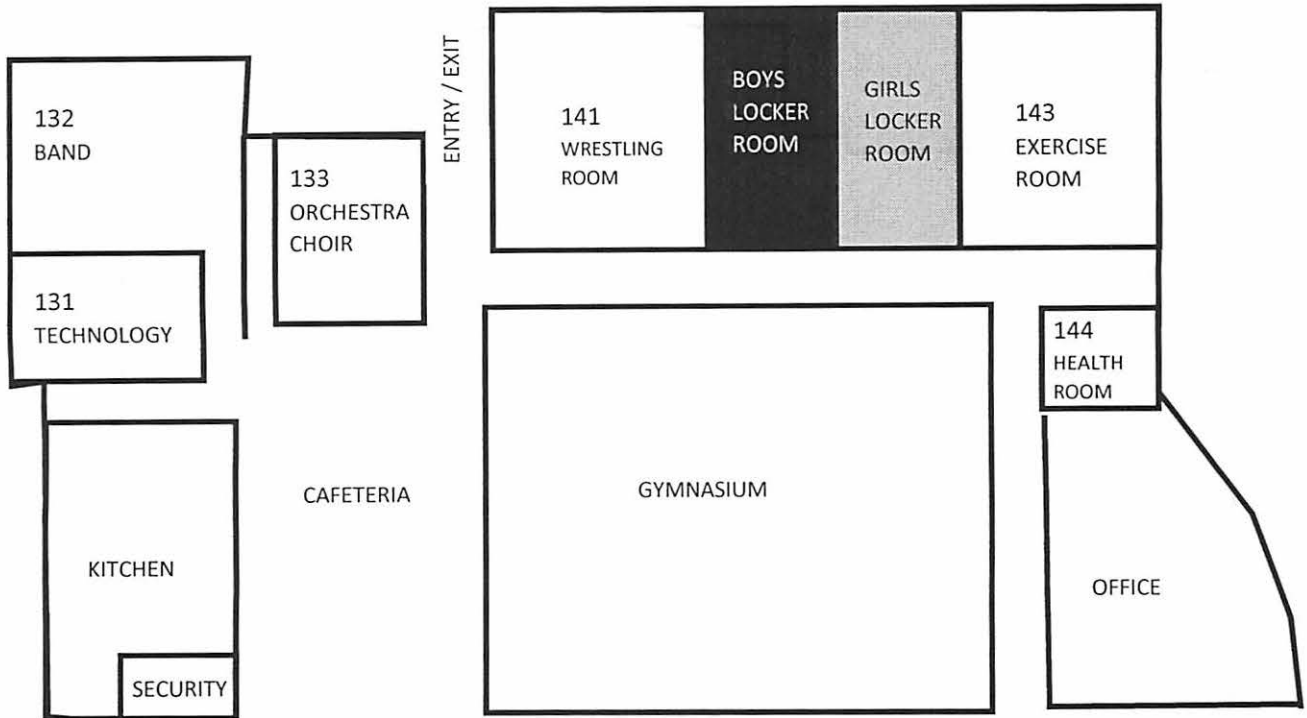 132
BAND
133
ORCHESTRA
CHOIR
131
TECHNOLOGY
ENTRY / EXIT
141
WRESTLING
ROOM
BOYS
LOCKER
ROOM
GIRLS
LOCKER
ROOM
143
EXERCISE
ROOM
144
HEALTH
ROOM
CAFETERIA
GYMNASIUM
KITCHEN
OFFICE
SECURITY